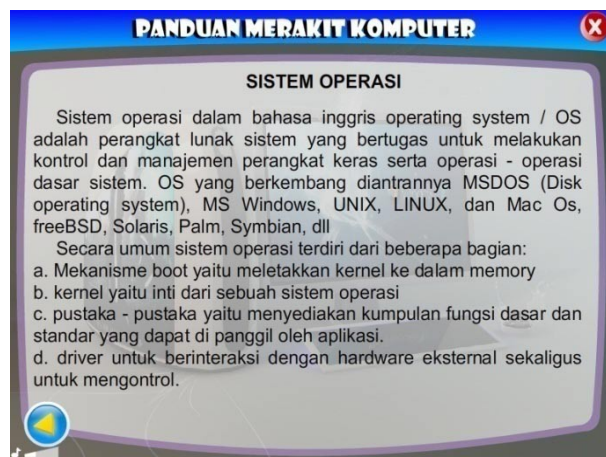 PANDUAN MERAKIT KOMPUTER
SISTEM OPERASI
Sistem operasi dalam bahasa inggris operating system / OS
adalah perangkat lunak sistem yang bertugas untuk melakukan
kontrol dan manajemen perangkat keras serta operasi - operasi
dasar sistem. OS yang berkembang diantrannya MSDOS (Disk
operating system), MS Windows, UNIX, LINUX, dan Mac Os,
freeBSD, Solaris, Palm, Symbian, dll
Secara umum sistem operasi terdiri dari beberapa bagian:
a. Mekanisme boot yaitu meletakkan kernel ke dalam memory
b. kernel yaitu inti dari sebuah sistem operasi
c. pustaka - pustaka yaitu menyediakan kumpulan fungsi dasar dan
standar yang dapat di panggil oleh aplikasi.
d. driver untuk berinteraksi dengan hardware eksternal sekaligus
untuk mengontrol.